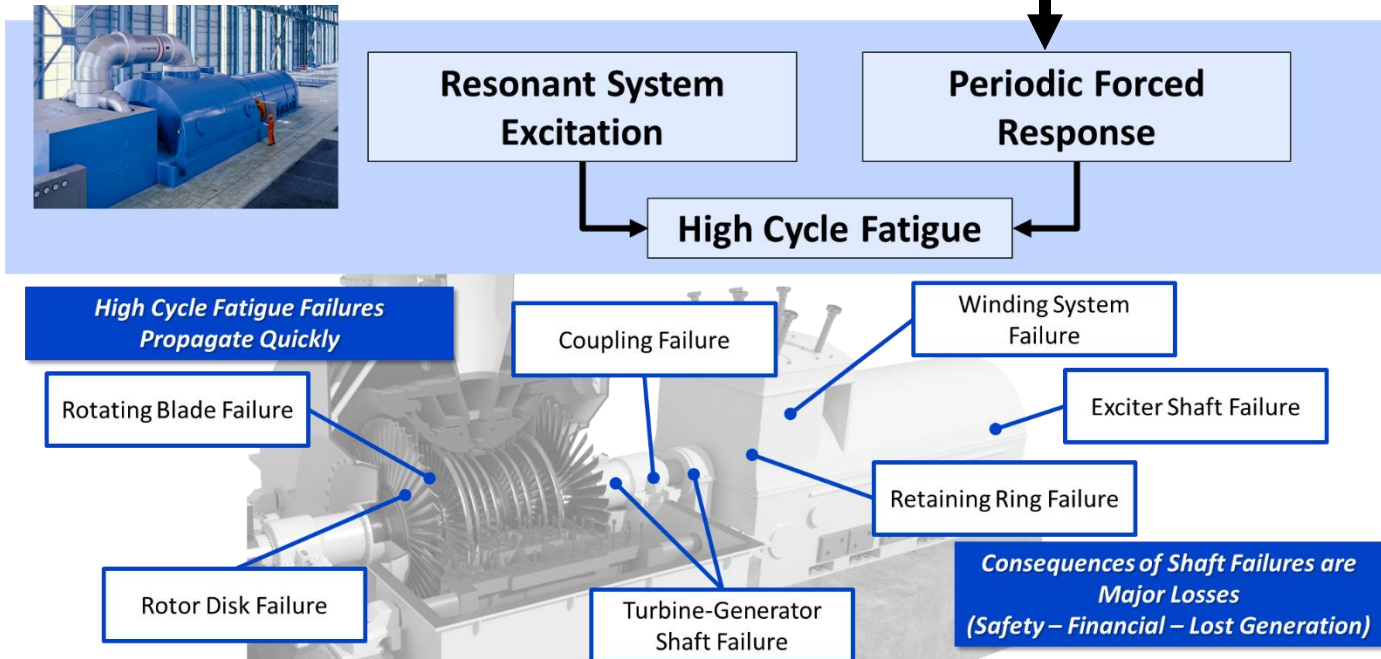 Resonant System
Excitation
Periodic Forced
Response
High Cycle Fatigue
High Cycle Fatigue Failures
Propagate Quickly
Coupling Failure
Winding System
Failure
Rotating Blade Failure
Exciter Shaft Failure
Retaining Ring Failure
Rotor Disk Failure
Turbine-Generator
Shaft Failure
Consequences of Shaft Failures are
Major Losses
(Safety – Financial – Lost Generation)